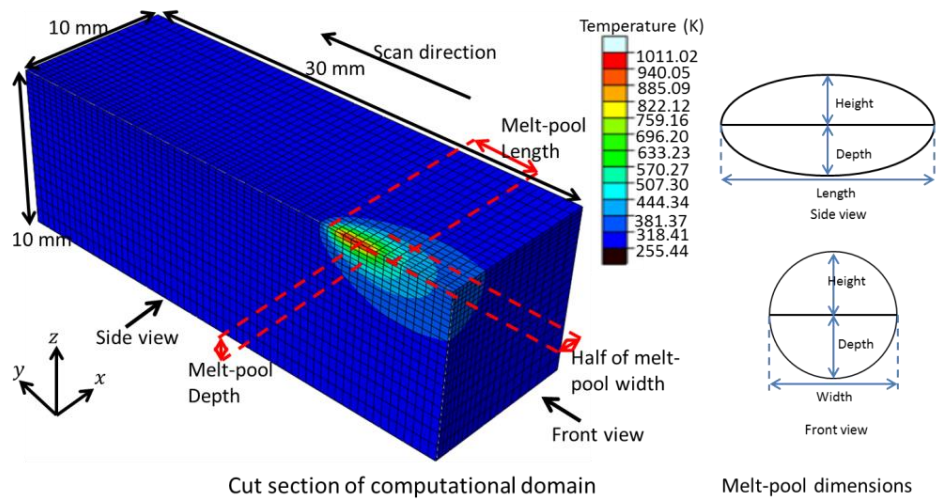 10 mm
Scan direction
30 mm
Melt-pool
Length
10 mm
Side view
Melt-pool
Depth
Half of melt-
pool width
Front view
z
y
x
Temperature (K)
1011.02
940.05
885.09
822.12
759.16
696.20
633.23
570.27
507.30
444.34
381.37
318.41
255.44
Height
Depth
Length
Side view
Height
Depth
Width
Front view
Cut section of computational domain
Melt-pool dimensions